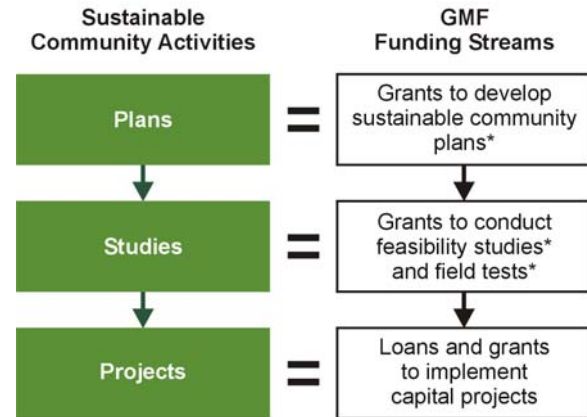 Sustainable
Community Activities
GMF
Funding Streams
Plans
=
Grants to develop
sustainable community
plans*
Studies
=
Grants to conduct
feasibility studies*
and field tests*
Projects
=
Loans and grants
to implement
capital projects